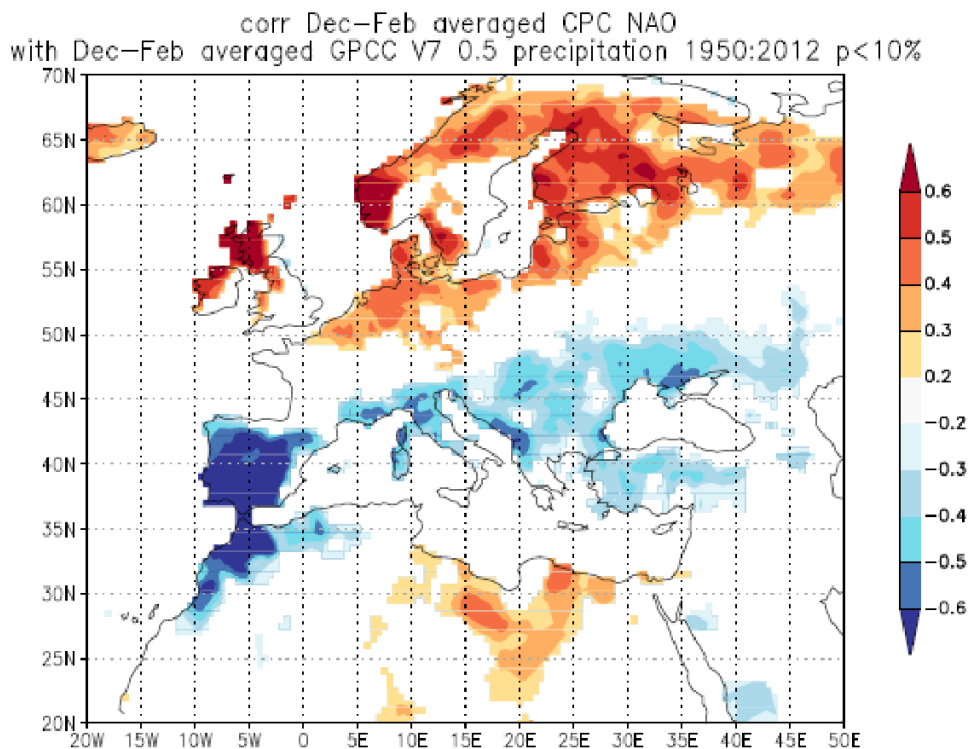 corr Dec-Feb averaged CPC NAO
with Dec-Feb averaged GPCC V7 0.5 precipitation 1950:2012 p<10%
70N
65N
60N
55N
50N
45N
40N
35N
30N
25N
20N
20W 15W 10W 5W 0 5E 10E 15E 20E 25E 30E 35E 40E 45E 50E
0.6
0.5
0.4
0.3
0.2
-0.2
-0.3
-0.4
-0.5
-0.6